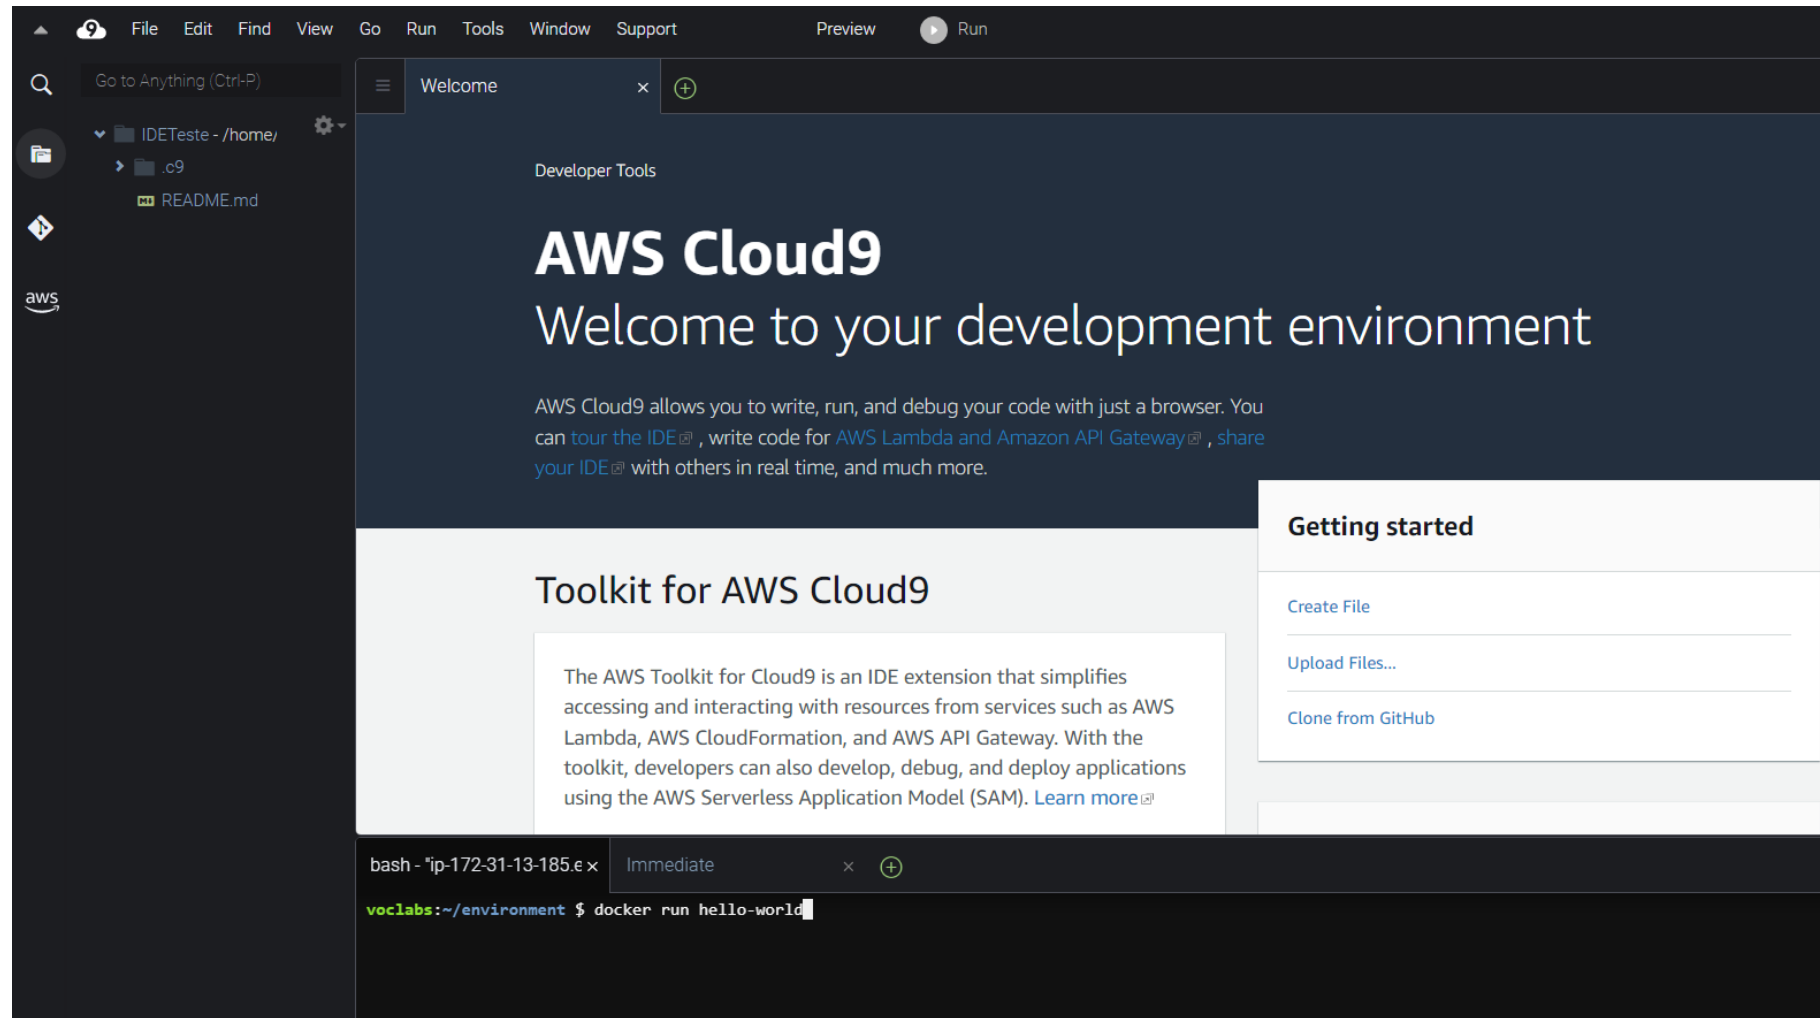 9 File Edit Find View Go Run Tools Window Support Preview Run
Go to Anything (Ctrl-P)
IDETeste - /home/
.c9
README.md
aws
Welcome
Developer Tools
AWS Cloud9
Welcome to your development environment
AWS Cloud9 allows you to write, run, and debug your code with just a browser. You
can tour the IDE , write code for AWS Lambda and Amazon API Gateway , share
your IDE with others in real time, and much more.
Toolkit for AWS Cloud9
The AWS Toolkit for Cloud9 is an IDE extension that simplifies
accessing and interacting with resources from services such as AWS
Lambda, AWS CloudFormation, and AWS API Gateway. With the
toolkit, developers can also develop, debug, and deploy applications
using the AWS Serverless Application Model (SAM). Learn more
Getting started
Create File
Upload Files...
Clone from GitHub
bash - "ip-172-31-13-185.e Immediate
voclabs:~/environment $ docker run hello-world